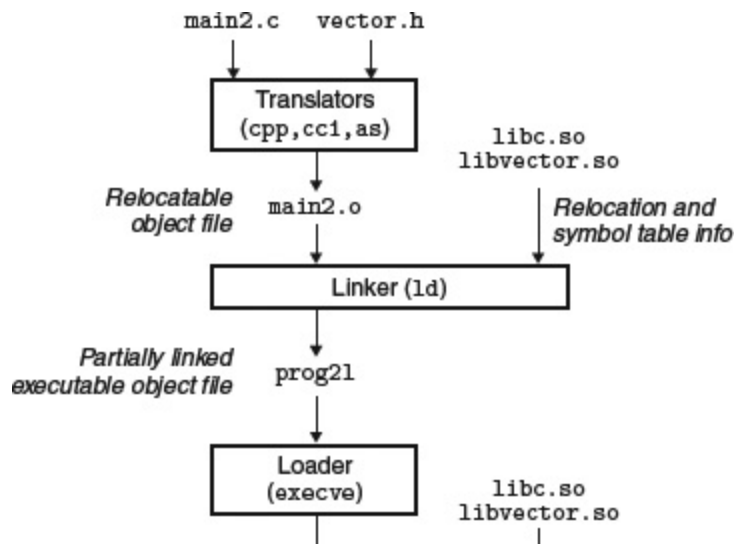 main2.c vector.h
Translators
(cpp,cc1,as)
libc.so
libvector.so
Relocatable
object file
main2.o
Relocation and
symbol table info
Linker (ld)
Partially linked
executable object file
prog2l
Loader
(execve)
libc.so
libvector.so